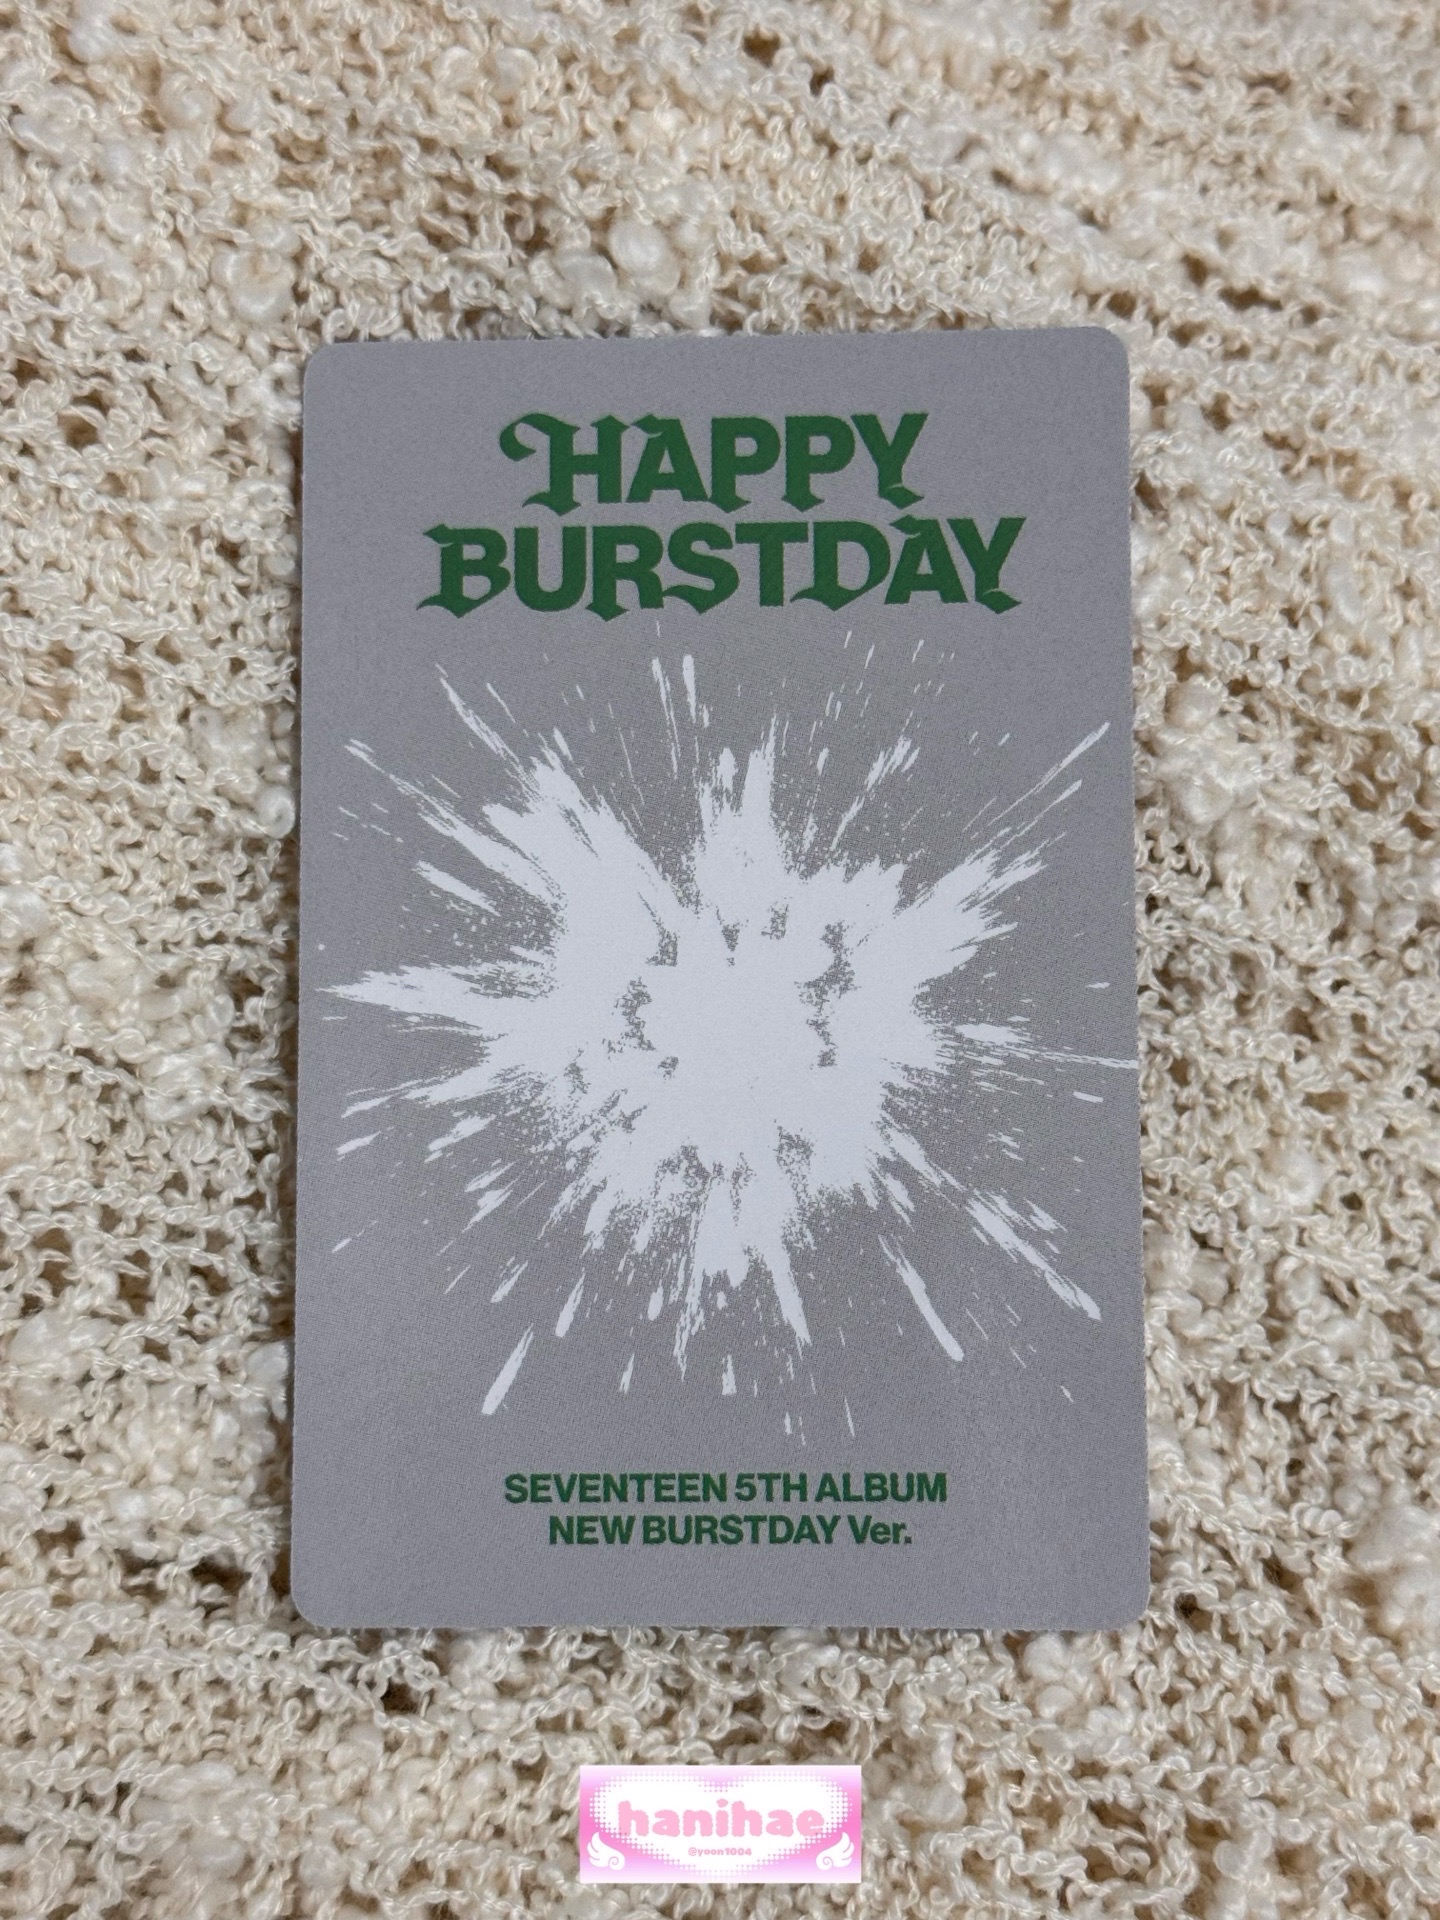 HAPPY
BURSTDAY
SEVENTEEN 5TH ALBUM
NEW BURSTDAY Ver.
hanihae
@yoon1004